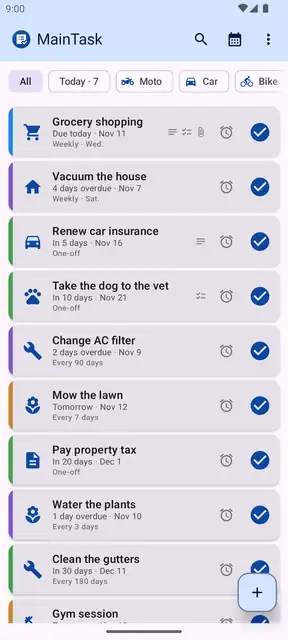 9:00
MainTask
All
Today · 7
Moto
Car
Bike
Grocery shopping
Due today · Nov 11
Weekly · Wed.
Vacuum the house
4 days overdue · Nov 7
Weekly · Sat.
Renew car insurance
In 5 days · Nov 16
One-off
Take the dog to the vet
In 10 days · Nov 21
One-off
Change AC filter
2 days overdue · Nov 9
Every 90 days
Mow the lawn
Tomorrow · Nov 12
Every 7 days
Pay property tax
In 20 days · Dec 1
One-off
Water the plants
1 day overdue · Nov 10
Every 3 days
Clean the gutters
In 30 days · Dec 11
Every 180 days
Gym session